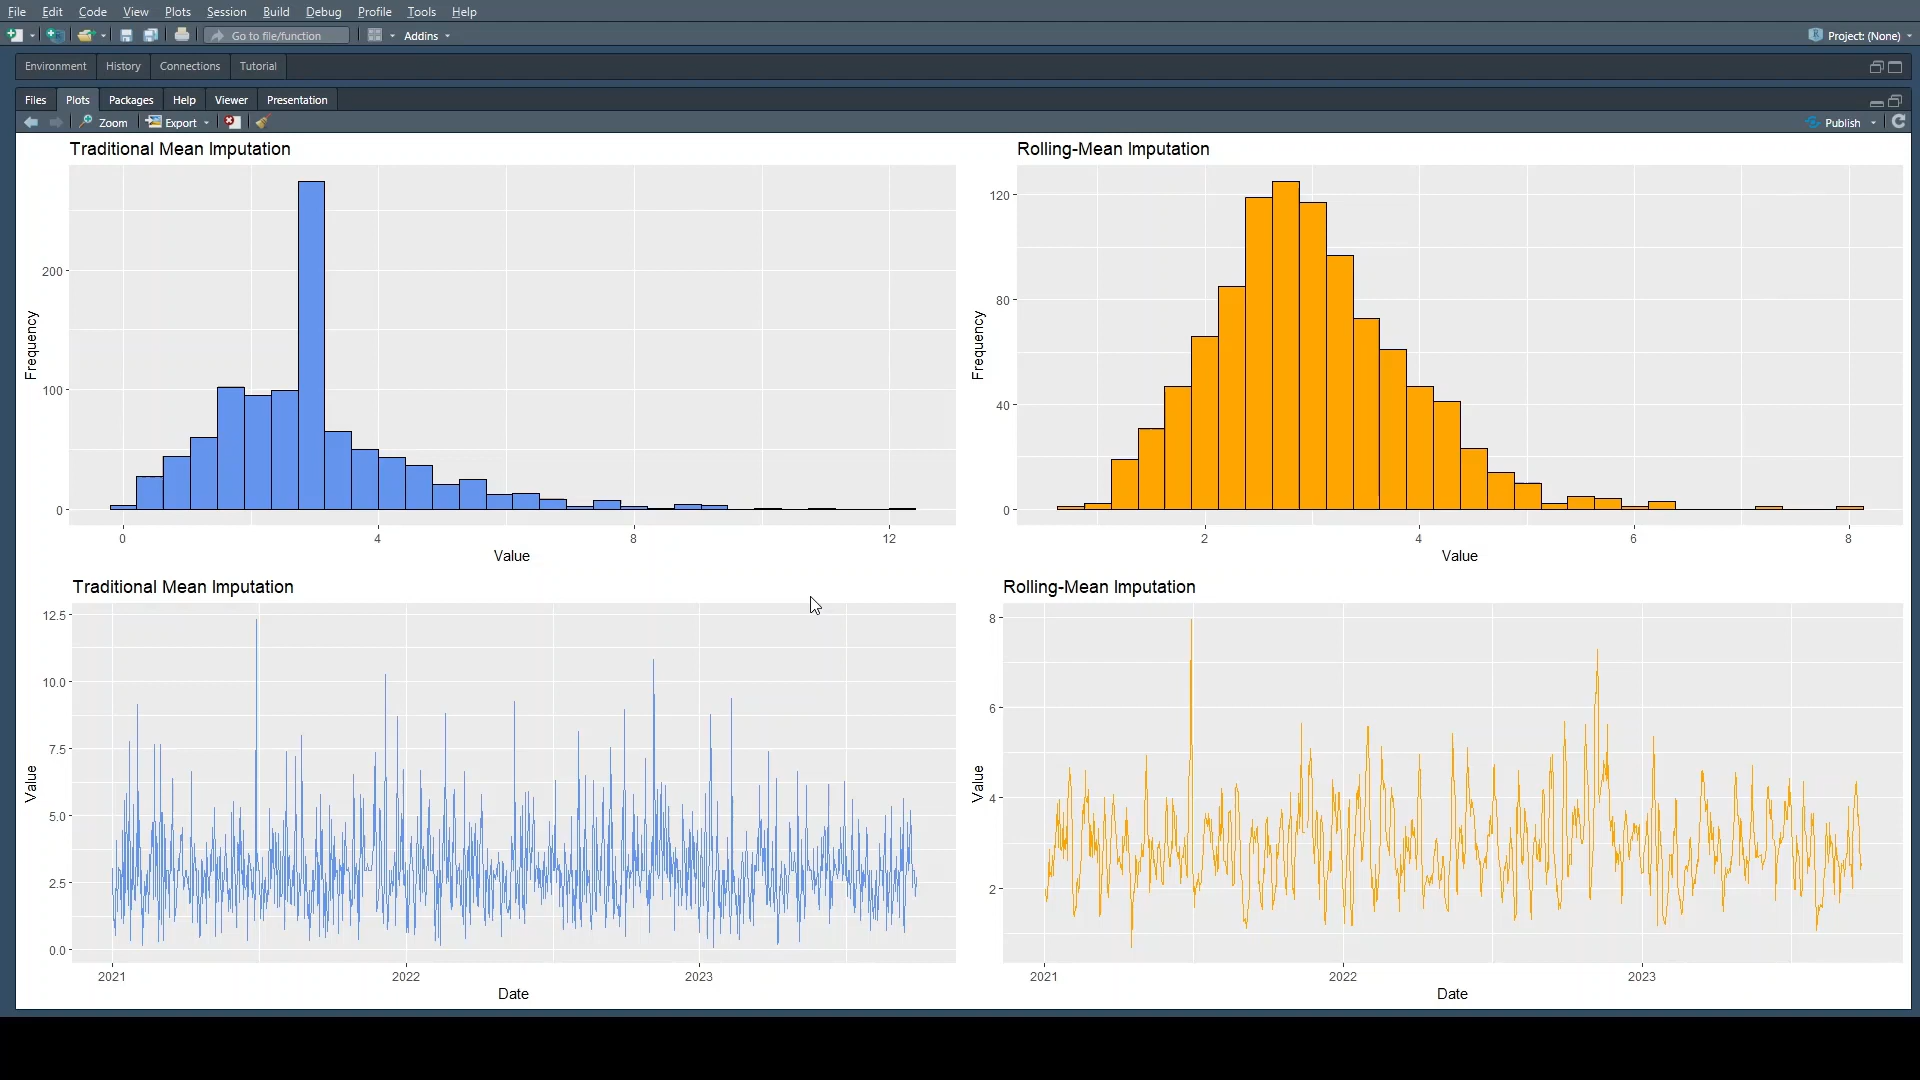 File Edit Code View Plots Session Build Debug Profile Tools Help
Go to file/function Addins Project: (None)
Environment History Connections Tutorial
Files Plots Packages Help Viewer Presentation
Zoom Export Publish
Traditional Mean Imputation
200
100
0
Frequency
0 4 8 12
Value
Rolling-Mean Imputation
120
80
40
0
Frequency
2 4 6 8
Value
Traditional Mean Imputation
12.5
10.0
7.5
5.0
2.5
0.0
Value
2021 2022 2023
Date
Rolling-Mean Imputation
8
6
4
2
Value
2021 2022 2023
Date